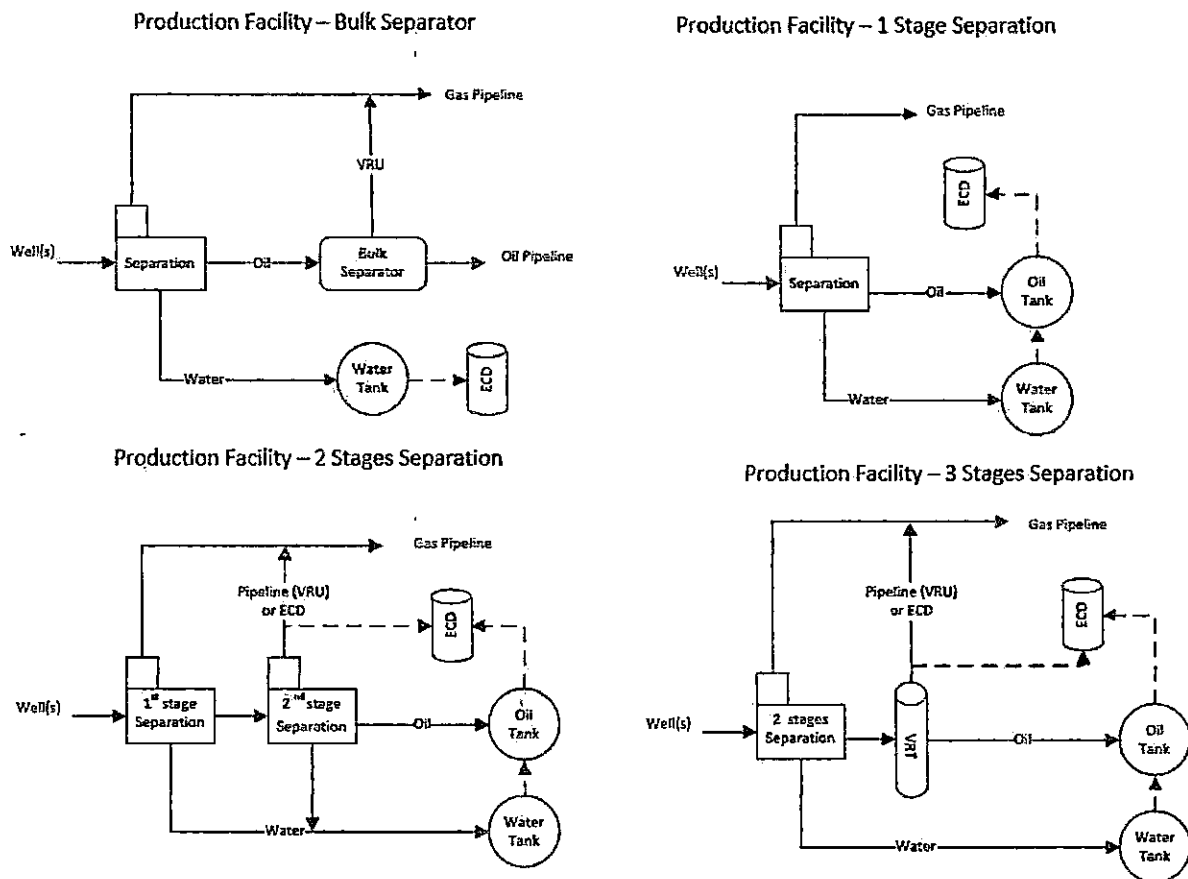 Production Facility – Bulk Separator
Gas Pipeline
VRU
Well(s)
Separation
Oil
Bulk
Separator
Oil Pipeline
Water
Water
Tank
ECD
Production Facility – 1 Stage Separation
Gas Pipeline
ECD
Well(s)
Separation
Oil
Oil
Tank
Water
Water
Tank
Production Facility – 2 Stages Separation
Gas Pipeline
Pipeline (VRU)
or ECD
ECD
Well(s)
1st stage
Separation
2nd stage
Separation
Oil
Oil
Tank
Water
Water
Tank
Production Facility – 3 Stages Separation
Gas Pipeline
Pipeline (VRU)
or ECD
ECD
Well(s)
2 stages
Separation
VRT
Oil
Oil
Tank
Water
Water
Tank